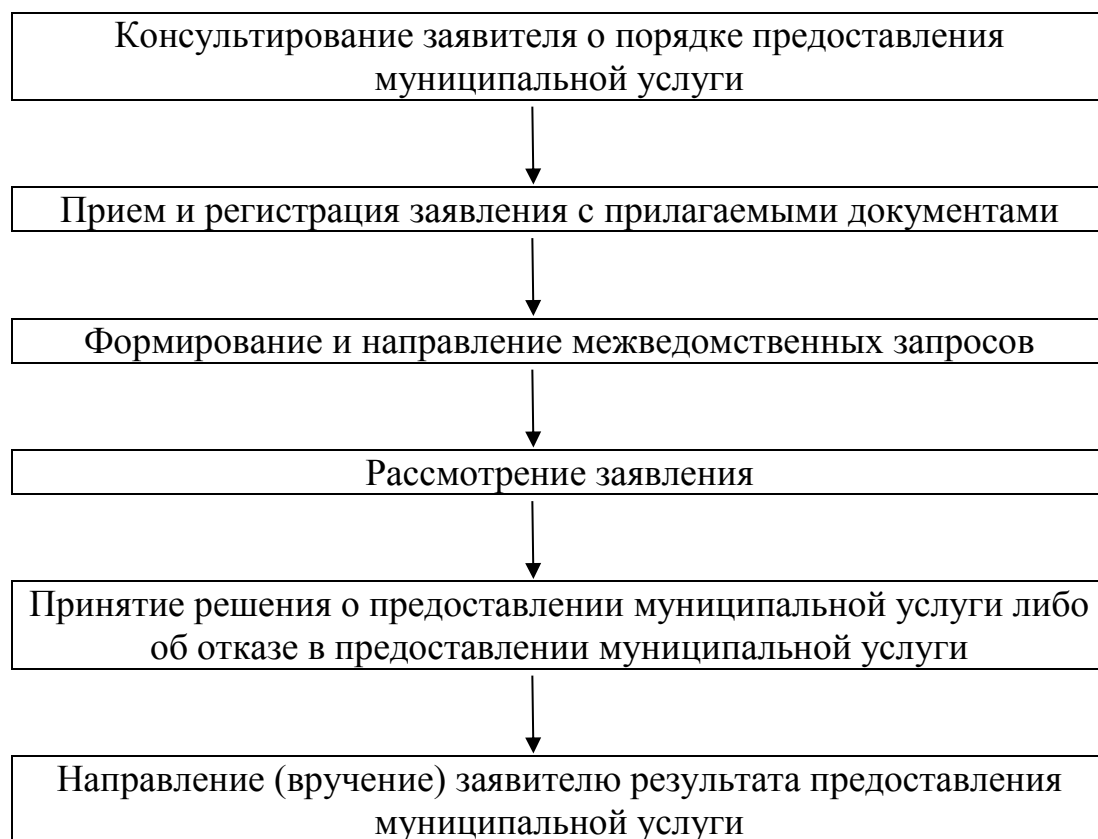 Консультирование заявителя о порядке предоставления
муниципальной услуги
Прием и регистрация заявления с прилагаемыми документами
Формирование и направление межведомственных запросов
Рассмотрение заявления
Принятие решения о предоставлении муниципальной услуги либо
об отказе в предоставлении муниципальной услуги
Направление (вручение) заявителю результата предоставления
муниципальной услуги